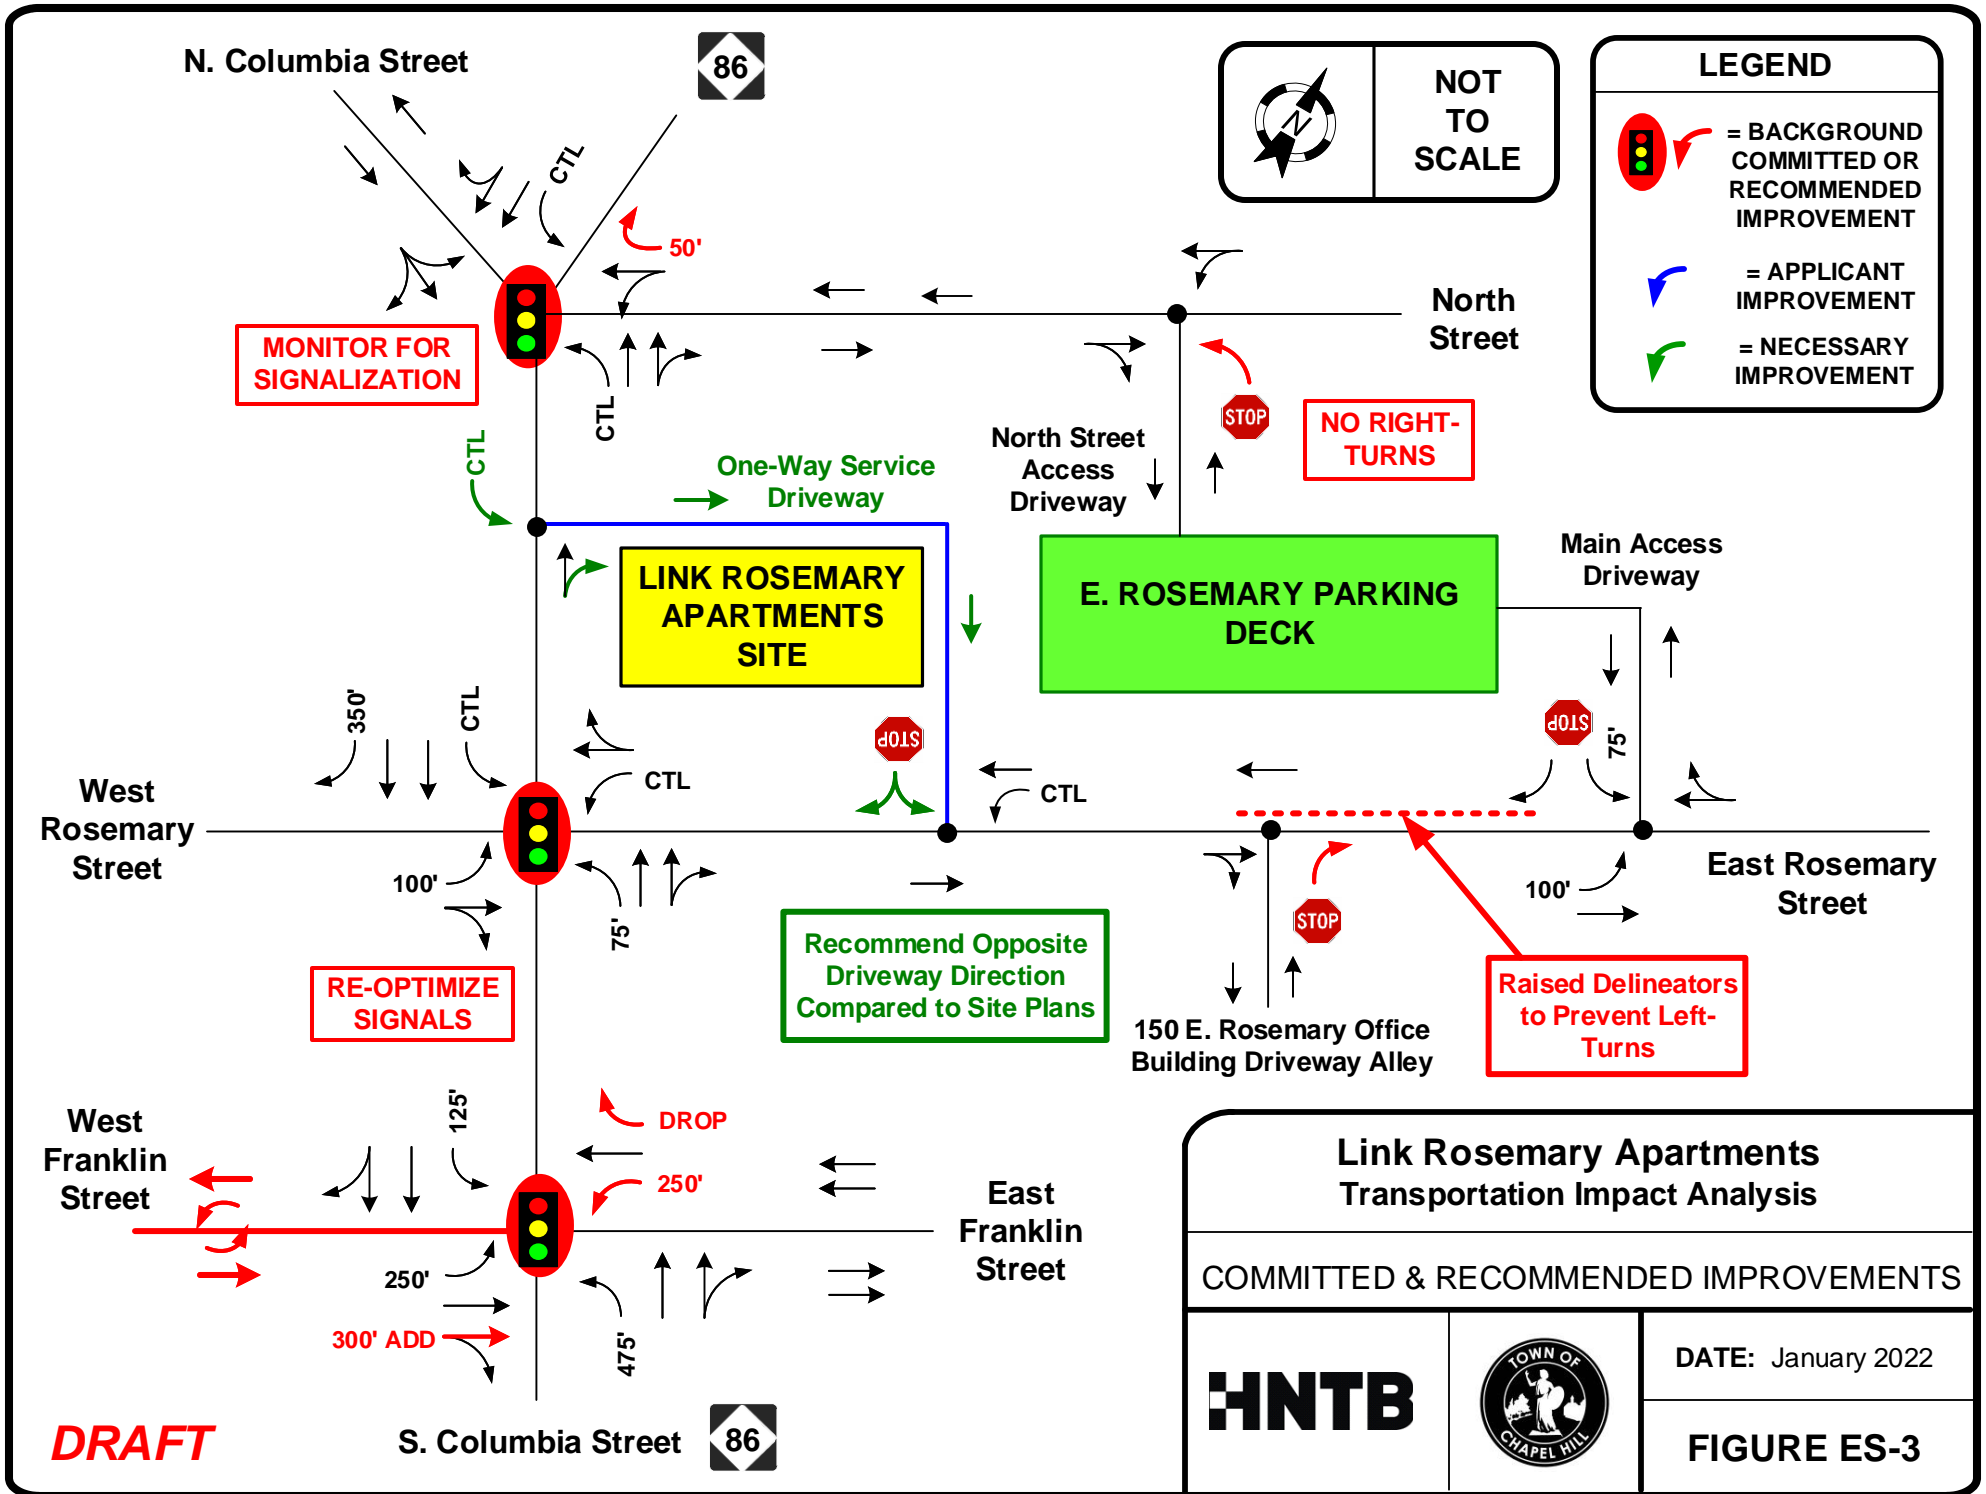 N. Columbia Street
86
NOT
TO
SCALE
N
LEGEND
= BACKGROUND
COMMITTED OR
RECOMMENDED
IMPROVEMENT
= APPLICANT
IMPROVEMENT
= NECESSARY
IMPROVEMENT
CTL
50'
MONITOR FOR
SIGNALIZATION
CTL
North
Street
STOP
NO RIGHT-
TURNS
North Street
Access
Driveway
CTL
One-Way Service
Driveway
LINK ROSEMARY
APARTMENTS
SITE
E. ROSEMARY PARKING
DECK
Main Access
Driveway
350'
CTL
CTL
STOP
CTL
STOP
75'
West
Rosemary
Street
100'
75'
STOP
100'
East Rosemary
Street
Recommend Opposite
Driveway Direction
Compared to Site Plans
RE-OPTIMIZE
SIGNALS
150 E. Rosemary Office
Building Driveway Alley
Raised Delineators
to Prevent Left-
Turns
West
Franklin
Street
125'
DROP
250'
East
Franklin
Street
250'
300' ADD
475'
S. Columbia Street
86
DRAFT
Link Rosemary Apartments
Transportation Impact Analysis
COMMITTED & RECOMMENDED IMPROVEMENTS
HNTB
TOWN OF
CHAPEL HILL
DATE: January 2022
FIGURE ES-3